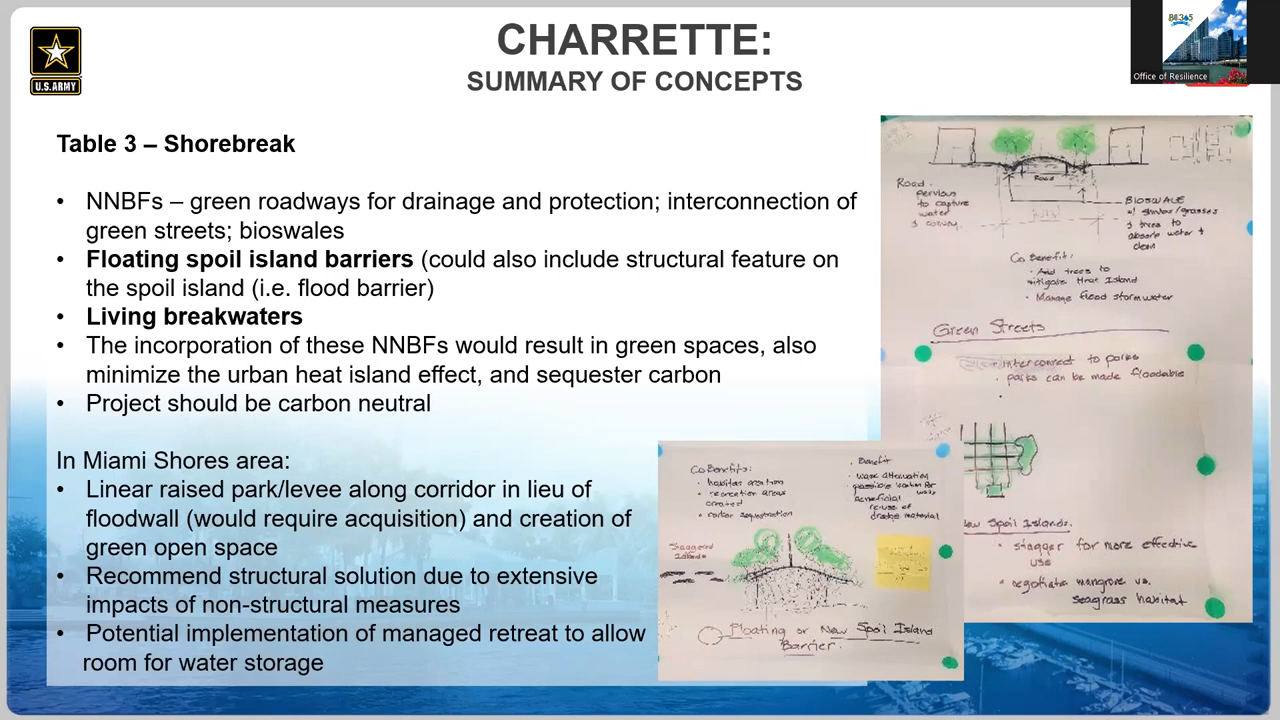 CHARRETTE:
SUMMARY OF CONCEPTS
U.S.ARMY
Office of Resilience
Table 3 – Shorebreak
• NNBFs – green roadways for drainage and protection; interconnection of
green streets; bioswales
• Floating spoil island barriers (could also include structural feature on
the spoil island (i.e. flood barrier)
• Living breakwaters
• The incorporation of these NNBFs would result in green spaces, also
minimize the urban heat island effect, and sequester carbon
• Project should be carbon neutral
In Miami Shores area:
• Linear raised park/levee along corridor in lieu of
floodwall (would require acquisition) and creation of
green open space
• Recommend structural solution due to extensive
impacts of non-structural measures
• Potential implementation of managed retreat to allow
room for water storage
Road
Road.
pervious
to capture
water
& convey.
BIOSWALE
w/ shrubs/grasses
& trees to
absorb water +
clean
Co Benefit:
• Add trees to
mitigate Heat Island
• Manage flood stormwater
Green Streets
interconnect to parks
• parks can be made floodable
New Spoil Islands.
• stagger for more effective
use
• negotiate mangrove vs.
seagrass habitat
Co Benefits:
• habitat creation
• recreation areas
created
• carbon sequestration
• Benefit
• wave attenuation
• possible
Beneficial
re-use of
dredge material
Staggered
Islands
Floating or New Spoil Island
Barrier.